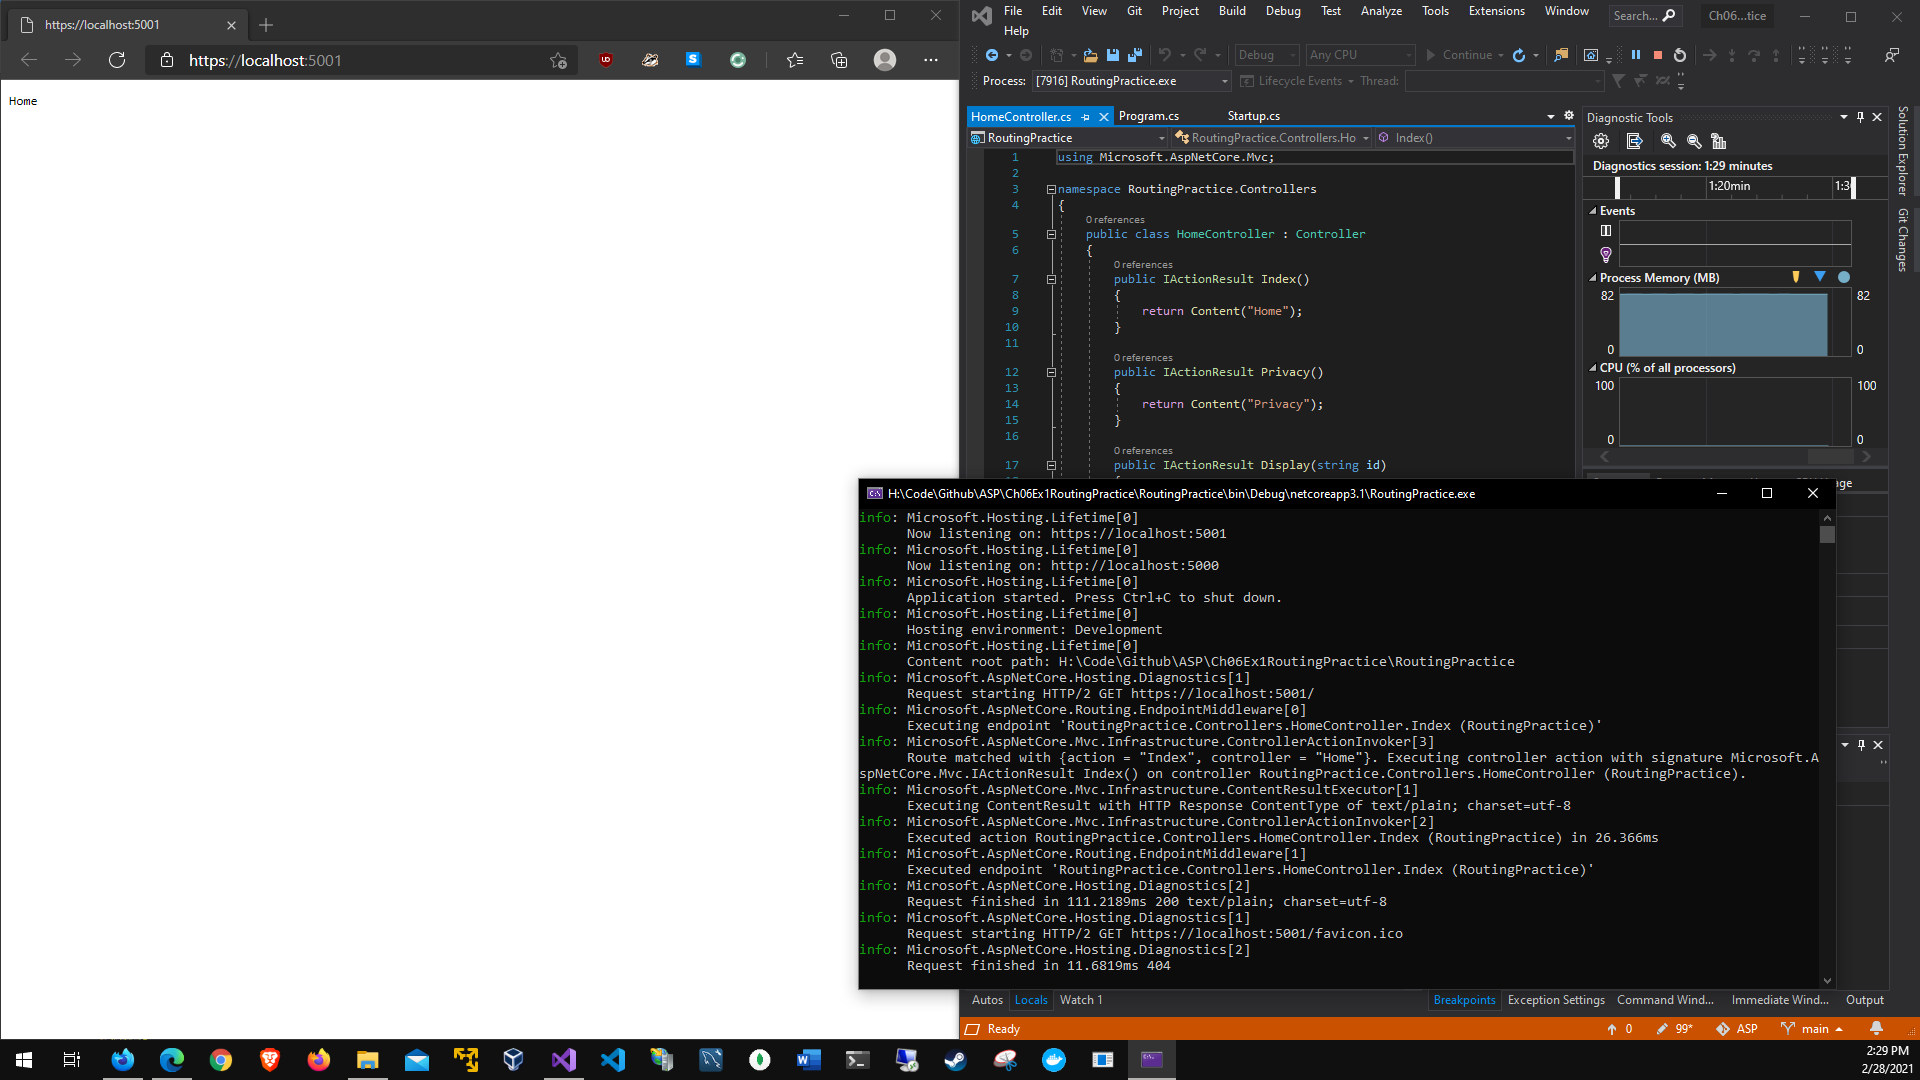 https://localhost:5001
https://localhost:5001
Home
File Edit View Git Project Build Debug Test Analyze Tools Extensions Window
Help
Search...
Ch06...tice
Debug Any CPU Continue
Process: [7916] RoutingPractice.exe Lifecycle Events Thread:
HomeController.cs Program.cs Startup.cs
RoutingPractice RoutingPractice.Controllers.Ho Index()
1 using Microsoft.AspNetCore.Mvc;
2
3 namespace RoutingPractice.Controllers
4 {
0 references
5 public class HomeController : Controller
6 {
0 references
7 public IActionResult Index()
8 {
9 return Content("Home");
10 }
11
0 references
12 public IActionResult Privacy()
13 {
14 return Content("Privacy");
15 }
16
0 references
17 public IActionResult Display(string id)
Diagnostic Tools
Diagnostics session: 1:29 minutes
1:20min
Events
Process Memory (MB)
82 82
0 0
CPU (% of all processors)
100 100
0 0
Solution Explorer
Git Changes
H:\Code\Github\ASP\Ch06Ex1RoutingPractice\RoutingPractice\bin\Debug\netcoreapp3.1\RoutingPractice.exe
info: Microsoft.Hosting.Lifetime[0]
Now listening on: https://localhost:5001
info: Microsoft.Hosting.Lifetime[0]
Now listening on: http://localhost:5000
info: Microsoft.Hosting.Lifetime[0]
Application started. Press Ctrl+C to shut down.
info: Microsoft.Hosting.Lifetime[0]
Hosting environment: Development
info: Microsoft.Hosting.Lifetime[0]
Content root path: H:\Code\Github\ASP\Ch06Ex1RoutingPractice\RoutingPractice
info: Microsoft.AspNetCore.Hosting.Diagnostics[1]
Request starting HTTP/2 GET https://localhost:5001/
info: Microsoft.AspNetCore.Routing.EndpointMiddleware[0]
Executing endpoint 'RoutingPractice.Controllers.HomeController.Index (RoutingPractice)'
info: Microsoft.AspNetCore.Mvc.Infrastructure.ControllerActionInvoker[3]
Route matched with {action = "Index", controller = "Home"}. Executing controller action with signature Microsoft.A
spNetCore.Mvc.IActionResult Index() on controller RoutingPractice.Controllers.HomeController (RoutingPractice).
info: Microsoft.AspNetCore.Mvc.Infrastructure.ContentResultExecutor[1]
Executing ContentResult with HTTP Response ContentType of text/plain; charset=utf-8
info: Microsoft.AspNetCore.Mvc.Infrastructure.ControllerActionInvoker[2]
Executed action RoutingPractice.Controllers.HomeController.Index (RoutingPractice) in 26.366ms
info: Microsoft.AspNetCore.Routing.EndpointMiddleware[1]
Executed endpoint 'RoutingPractice.Controllers.HomeController.Index (RoutingPractice)'
info: Microsoft.AspNetCore.Hosting.Diagnostics[2]
Request finished in 111.2189ms 200 text/plain; charset=utf-8
info: Microsoft.AspNetCore.Hosting.Diagnostics[1]
Request starting HTTP/2 GET https://localhost:5001/favicon.ico
info: Microsoft.AspNetCore.Hosting.Diagnostics[2]
Request finished in 11.6819ms 404
Autos Locals Watch 1
Breakpoints Exception Settings Command Wind... Immediate Wind... Output
Ready
0 99* ASP main
2:29 PM
2/28/2021